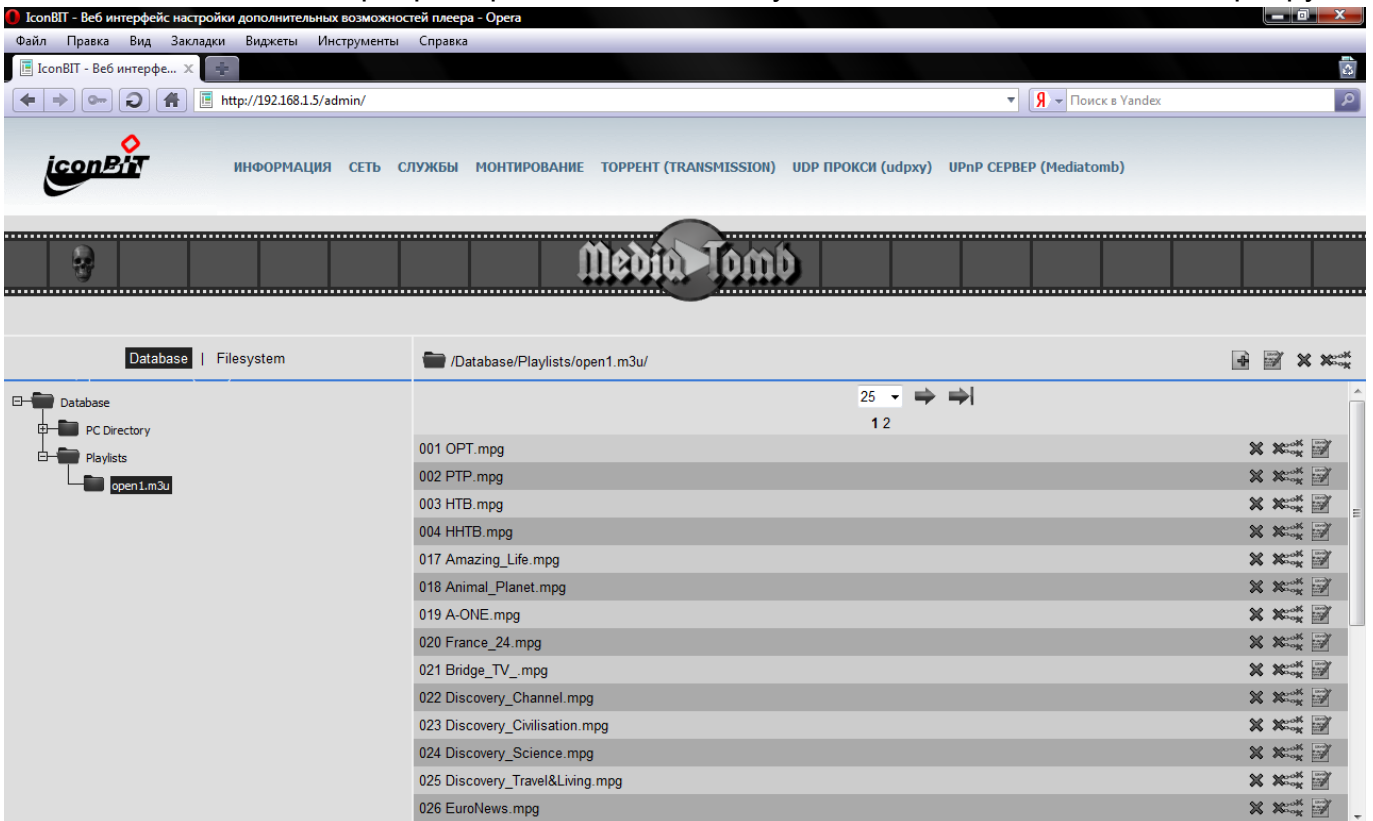 IconBIT - Веб интерфейс настройки дополнительных возможностей плеера - Opera
Файл Правка Вид Закладки Виджеты Инструменты Справка
IconBIT - Веб интерфе...
http://192.168.1.5/admin/
Поиск в Yandex
iconBIT
ИНФОРМАЦИЯ СЕТЬ СЛУЖБЫ МОНТИРОВАНИЕ ТОРРЕНТ (TRANSMISSION) UDP ПРОКСИ (udpxy) UPnP СЕРВЕР (Mediatomb)
Media Tomb
Database | Filesystem
/Database/Playlists/open1.m3u/
Database
PC Directory
Playlists
open1.m3u
25
1 2
001 ОРТ.mpg
002 РТР.mpg
003 НТВ.mpg
004 ННТВ.mpg
017 Amazing_Life.mpg
018 Animal_Planet.mpg
019 A-ONE.mpg
020 France_24.mpg
021 Bridge_TV_.mpg
022 Discovery_Channel.mpg
023 Discovery_Civilisation.mpg
024 Discovery_Science.mpg
025 Discovery_Travel&Living.mpg
026 EuroNews.mpg